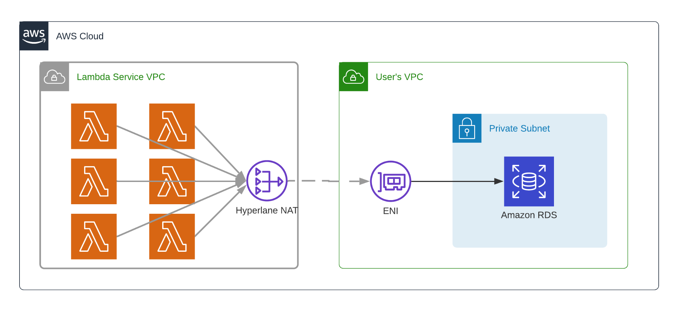 aws
AWS Cloud
Lambda Service VPC
User's VPC
Private Subnet
Hyperlane NAT
ENI
Amazon RDS